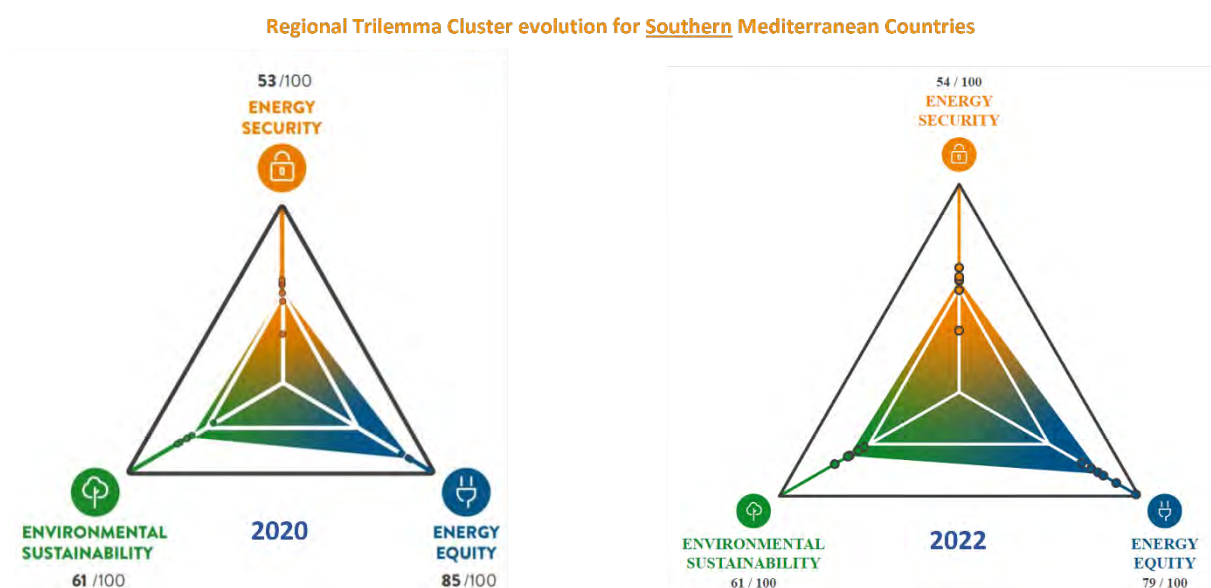 Regional Trilemma Cluster evolution for Southern Mediterranean Countries
53/100
ENERGY
SECURITY
ENVIRONMENTAL
SUSTAINABILITY
61/100
2020
ENERGY
EQUITY
85/100
54 / 100
ENERGY
SECURITY
ENVIRONMENTAL
SUSTAINABILITY
61 / 100
2022
ENERGY
EQUITY
79 / 100